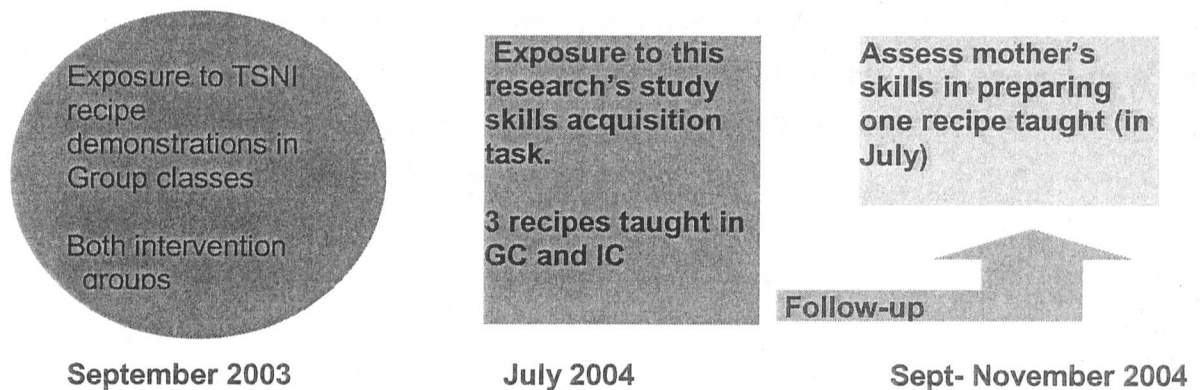 Exposure to TSNI
recipe
demonstrations in
Group classes
Both intervention
groups
September 2003
Exposure to this
research's study
skills acquisition
task.
3 recipes taught in
GC and IC
July 2004
Assess mother's
skills in preparing
one recipe taught (in
July)
Follow-up
Sept- November 2004